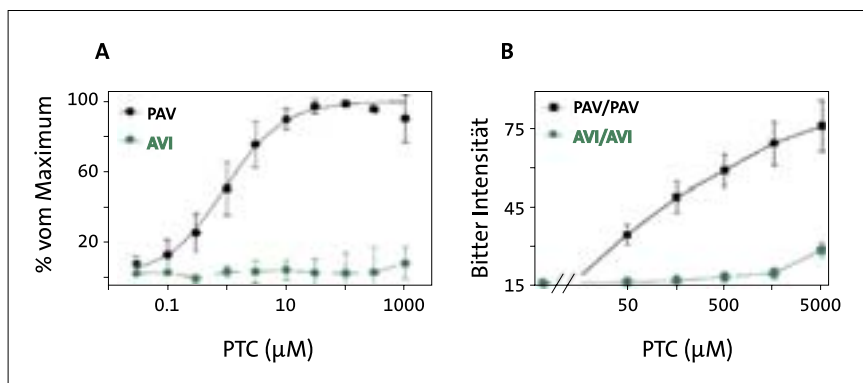 A
% vom Maximum
100
60
20
PAV
AVI
0.1
10
1000
PTC (µM)
B
Bitter Intensität
75
45
15
PAV/PAV
AVI/AVI
50
500
5000
PTC (µM)